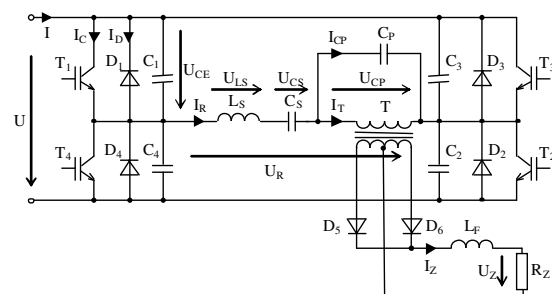 I I_C I_D C_P I_CP
T_1 D_1 C_1 U_CE U_LS U_CS U_CP C_3 D_3 T_3
L_S C_S I_R I_T T
U
T_4 D_4 C_4 U_R C_2 D_2 T_2
D_5 D_6 L_F
I_Z U_Z R_Z